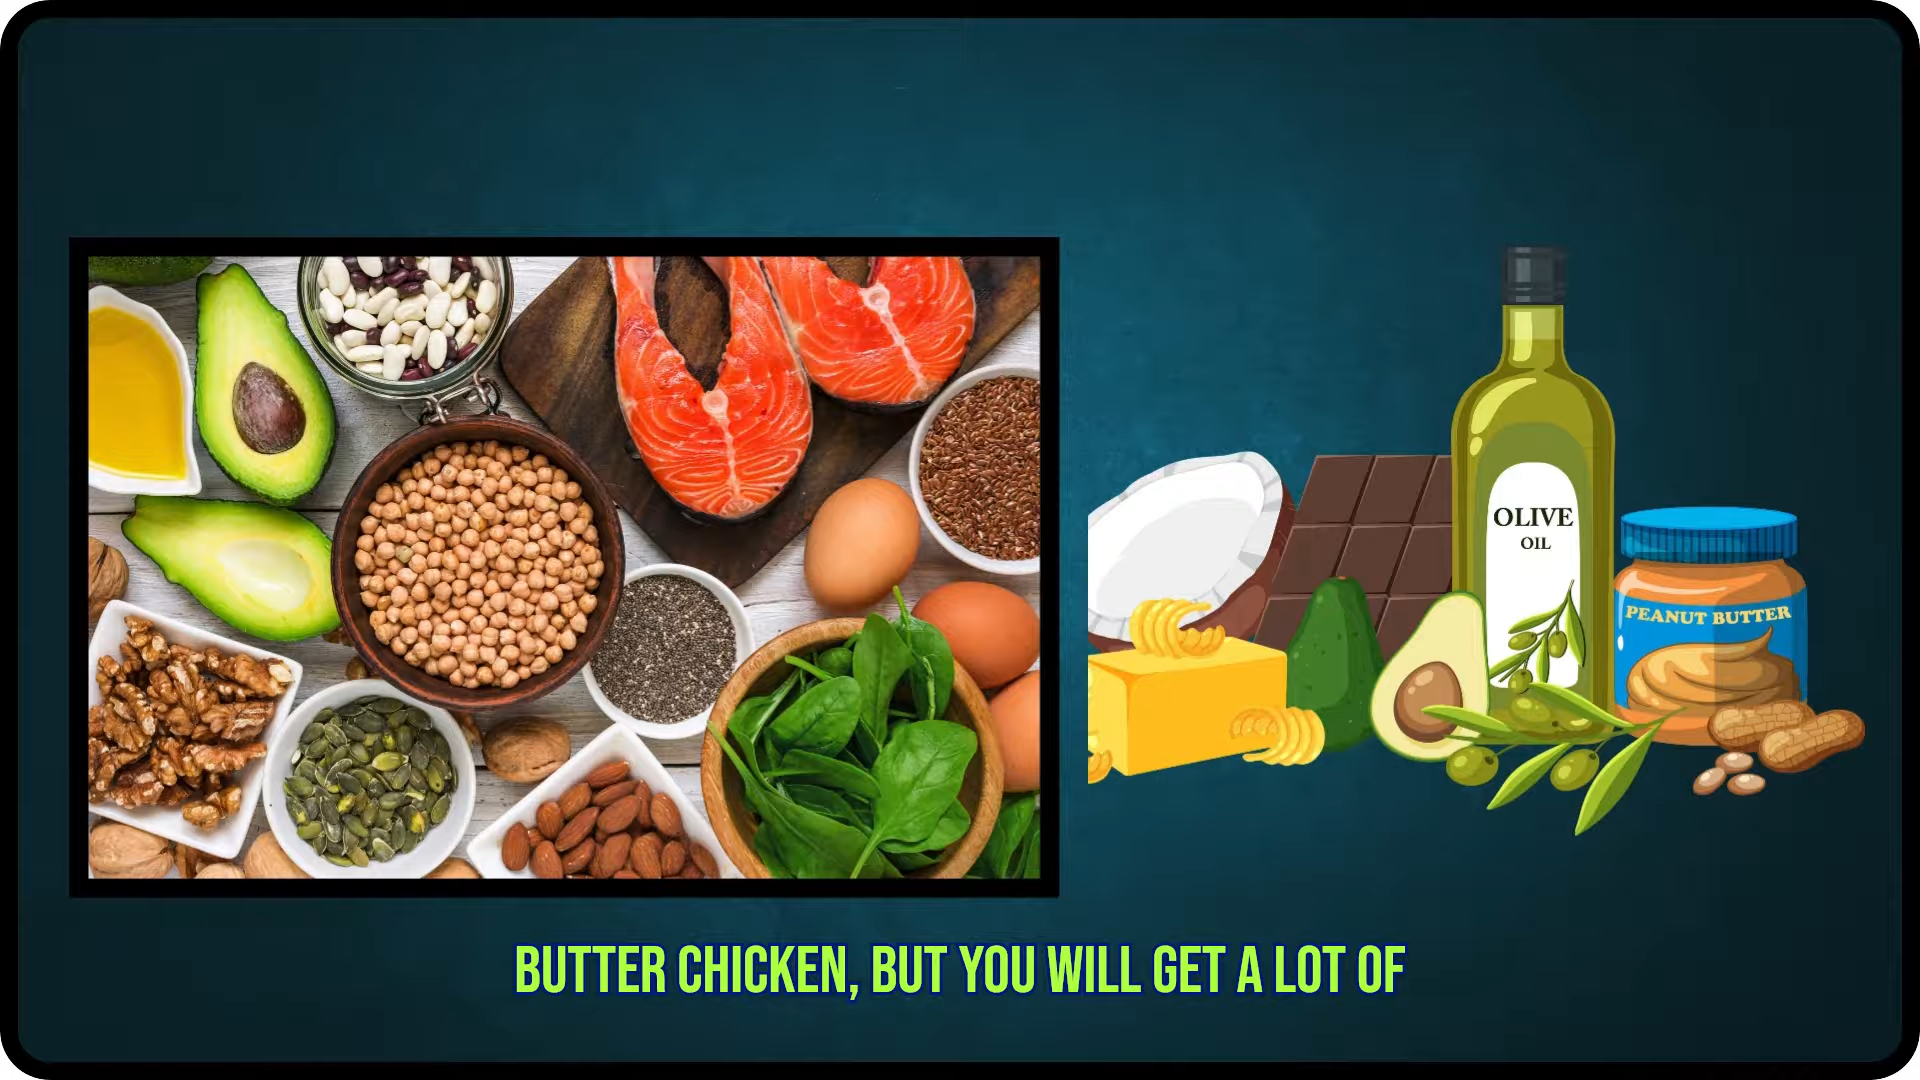 OLIVE
OIL
PEANUT BUTTER
BUTTER CHICKEN, BUT YOU WILL GET A LOT OF